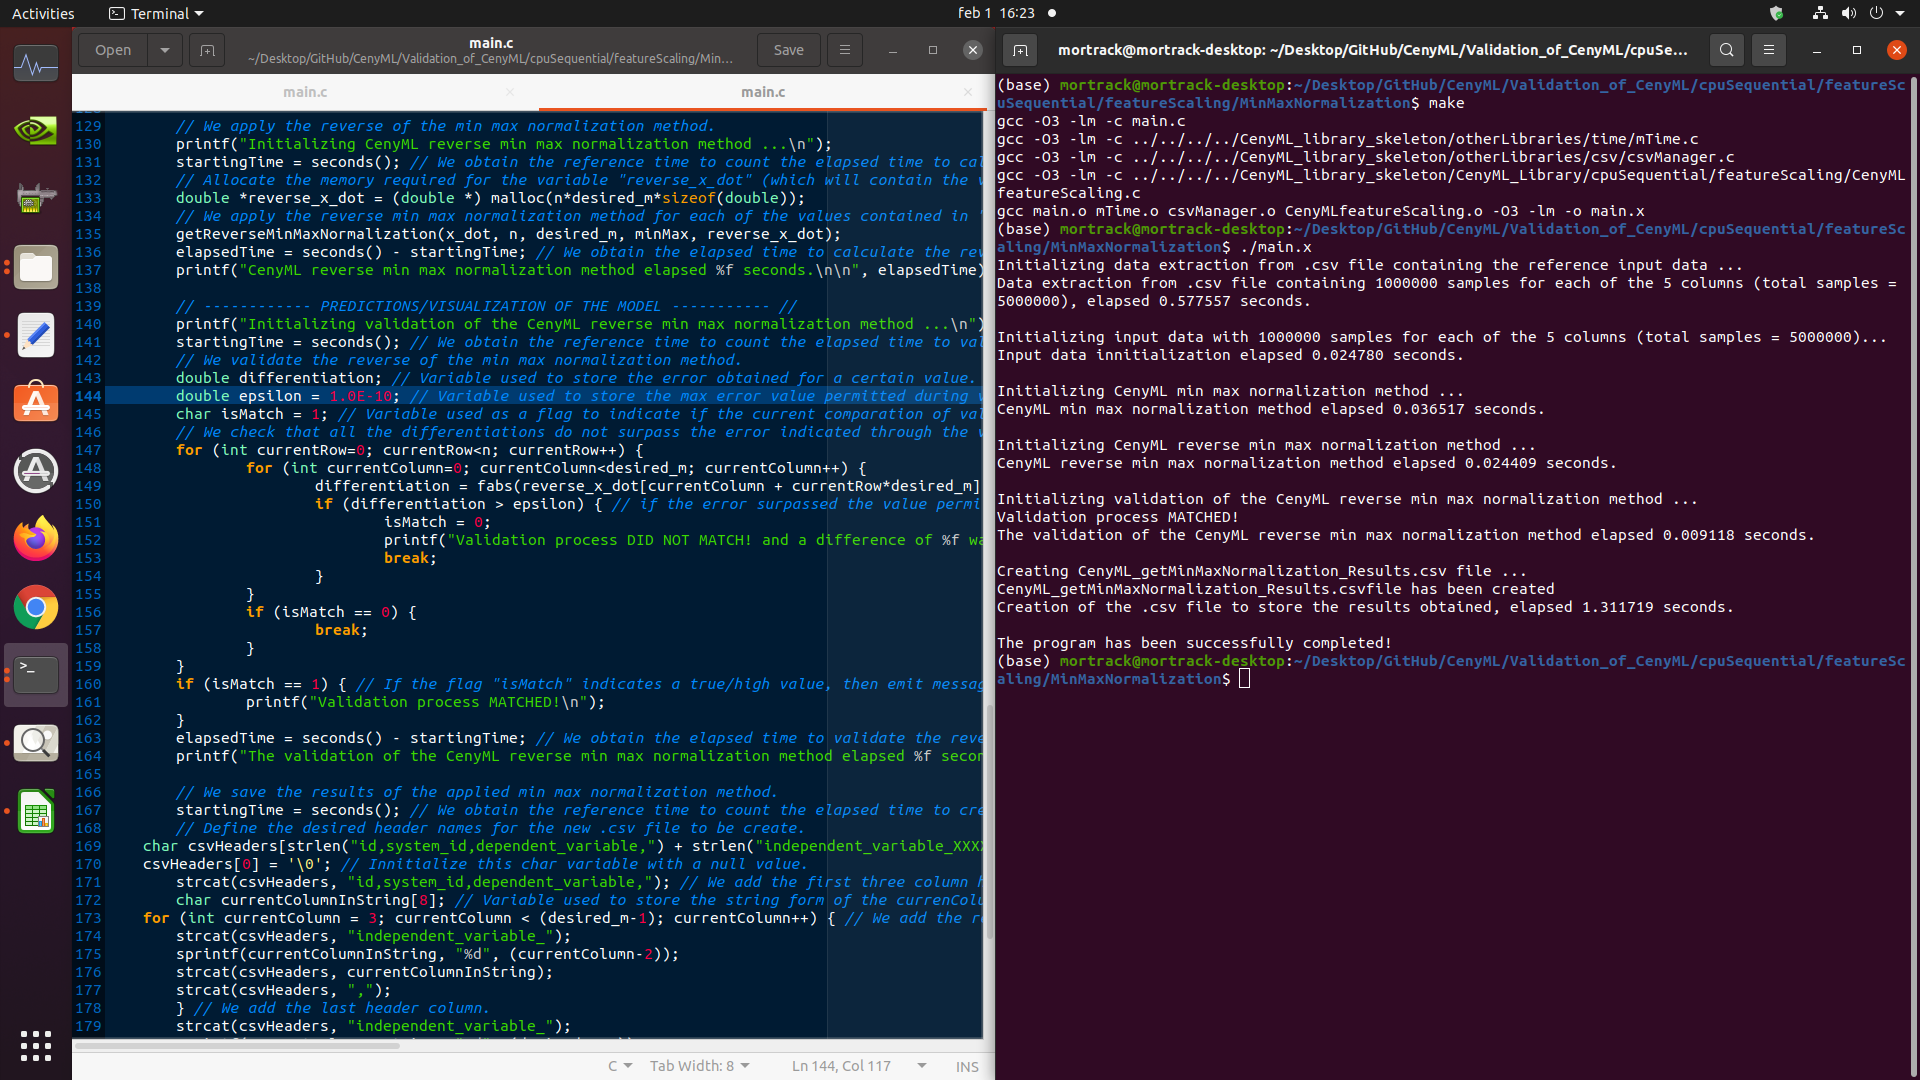 Activities
Terminal
feb 1 16:23
Open
main.c
~/Desktop/GitHub/CenyML/Validation_of_CenyML/cpuSequential/featureScaling/Min...
Save
main.c
main.c
129 // We apply the reverse of the min max normalization method.
130 printf("Initializing CenyML reverse min max normalization method ...\n");
131 startingTime = seconds(); // We obtain the reference time to count the elapsed time to cal
132 // Allocate the memory required for the variable "reverse_x_dot" (which will contain the v
133 double *reverse_x_dot = (double *) malloc(n*desired_m*sizeof(double));
134 // We apply the reverse min max normalization method for each of the values contained in "
135 getReverseMinMaxNormalization(x_dot, n, desired_m, minMax, reverse_x_dot);
136 elapsedTime = seconds() - startingTime; // We obtain the elapsed time to calculate the rev
137 printf("CenyML reverse min max normalization method elapsed %f seconds.\n\n", elapsedTime)
138
139 // ------------ PREDICTIONS/VISUALIZATION OF THE MODEL ----------- //
140 printf("Initializing validation of the CenyML reverse min max normalization method ...\n")
141 startingTime = seconds(); // We obtain the reference time to count the elapsed time to val
142 // We validate the reverse of the min max normalization method.
143 double differentiation; // Variable used to store the error obtained for a certain value.
144 double epsilon = 1.0E-10; // Variable used to store the max error value permitted during v
145 char isMatch = 1; // Variable used as a flag to indicate if the current comparation of val
146 // We check that all the differentiations do not surpass the error indicated through the v
147 for (int currentRow=0; currentRow<n; currentRow++) {
148 for (int currentColumn=0; currentColumn<desired_m; currentColumn++) {
149 differentiation = fabs(reverse_x_dot[currentColumn + currentRow*desired_m]
150 if (differentiation > epsilon) { // if the error surpassed the value permi
151 isMatch = 0;
152 printf("Validation process DID NOT MATCH! and a difference of %f wa
153 break;
154 }
155 }
156 if (isMatch == 0) {
157 break;
158 }
159 }
160 if (isMatch == 1) { // If the flag "isMatch" indicates a true/high value, then emit messag
161 printf("Validation process MATCHED!\n");
162 }
163 elapsedTime = seconds() - startingTime; // We obtain the elapsed time to validate the reve
164 printf("The validation of the CenyML reverse min max normalization method elapsed %f secon
165
166 // We save the results of the applied min max normalization method.
167 startingTime = seconds(); // We obtain the reference time to count the elapsed time to cre
168 // Define the desired header names for the new .csv file to be create.
169 char csvHeaders[strlen("id,system_id,dependent_variable,") + strlen("independent_variable_XXX
170 csvHeaders[0] = '\0'; // Innitialize this char variable with a null value.
171 strcat(csvHeaders, "id,system_id,dependent_variable,"); // We add the first three column h
172 char currentColumnInString[8]; // Variable used to store the string form of the currenColu
173 for (int currentColumn = 3; currentColumn < (desired_m-1); currentColumn++) { // We add the r
174 strcat(csvHeaders, "independent_variable_");
175 sprintf(currentColumnInString, "%d", (currentColumn-2));
176 strcat(csvHeaders, currentColumnInString);
177 strcat(csvHeaders, ",");
178 } // We add the last header column.
179 strcat(csvHeaders, "independent_variable_");
C
Tab Width: 8
Ln 144, Col 117
INS
mortrack@mortrack-desktop: ~/Desktop/GitHub/CenyML/Validation_of_CenyML/cpuSe...
(base) mortrack@mortrack-desktop:~/Desktop/GitHub/CenyML/Validation_of_CenyML/cpuSequential/featureSc
uSequential/featureScaling/MinMaxNormalization$ make
gcc -O3 -lm -c main.c
gcc -O3 -lm -c ../../../../CenyML_library_skeleton/otherLibraries/time/mTime.c
gcc -O3 -lm -c ../../../../CenyML_library_skeleton/otherLibraries/csv/csvManager.c
gcc -O3 -lm -c ../../../../CenyML_library_skeleton/CenyML_Library/cpuSequential/featureScaling/CenyML
featureScaling.c
gcc main.o mTime.o csvManager.o CenyMLfeatureScaling.o -O3 -lm -o main.x
(base) mortrack@mortrack-desktop:~/Desktop/GitHub/CenyML/Validation_of_CenyML/cpuSequential/featureSc
aling/MinMaxNormalization$ ./main.x
Initializing data extraction from .csv file containing the reference input data ...
Data extraction from .csv file containing 1000000 samples for each of the 5 columns (total samples =
5000000), elapsed 0.577557 seconds.
Initializing input data with 1000000 samples for each of the 5 columns (total samples = 5000000)...
Input data innitialization elapsed 0.024780 seconds.
Initializing CenyML min max normalization method ...
CenyML min max normalization method elapsed 0.036517 seconds.
Initializing CenyML reverse min max normalization method ...
CenyML reverse min max normalization method elapsed 0.024409 seconds.
Initializing validation of the CenyML reverse min max normalization method ...
Validation process MATCHED!
The validation of the CenyML reverse min max normalization method elapsed 0.009118 seconds.
Creating CenyML_getMinMaxNormalization_Results.csv file ...
CenyML_getMinMaxNormalization_Results.csvfile has been created
Creation of the .csv file to store the results obtained, elapsed 1.311719 seconds.
The program has been successfully completed!
(base) mortrack@mortrack-desktop:~/Desktop/GitHub/CenyML/Validation_of_CenyML/cpuSequential/featureSc
aling/MinMaxNormalization$